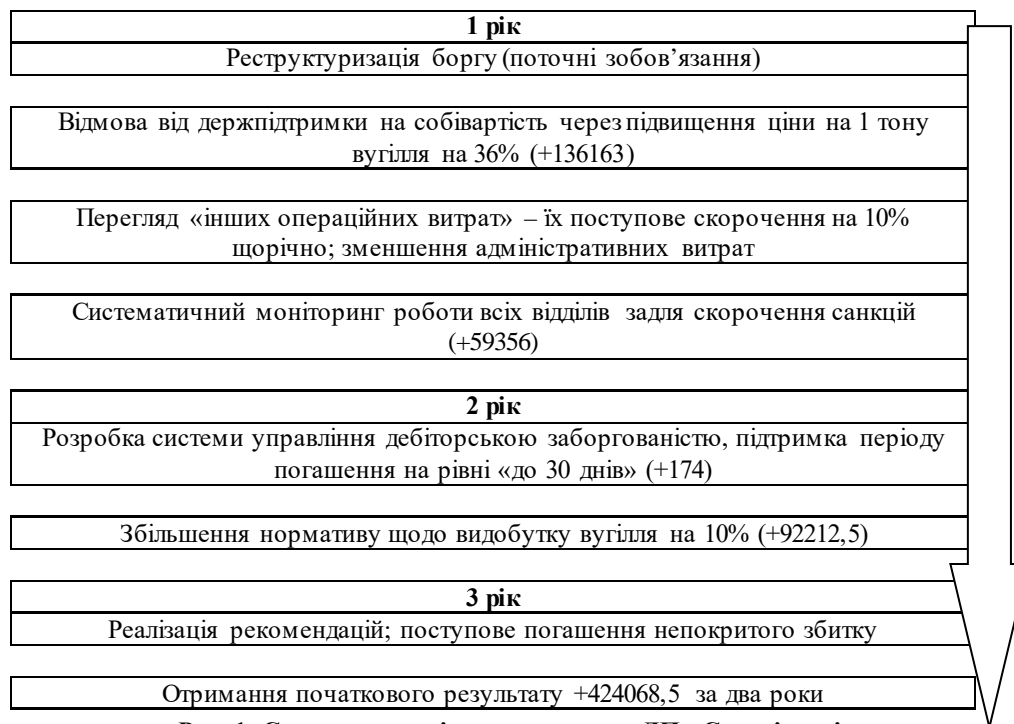 1 рік
Реструктуризація боргу (поточні зобов’язання)
Відмова від держпідтримки на собівартість через підвищення ціни на 1 тону
вугілля на 36% (+136163)
Перегляд «інших операційних витрат» – їх поступове скорочення на 10%
щорічно; зменшення адміністративних витрат
Систематичний моніторинг роботи всіх відділів задля скорочення санкцій
(+59356)
2 рік
Розробка системи управління дебіторською заборгованістю, підтримка періоду
погашення на рівні «до 30 днів» (+174)
Збільшення нормативу щодо видобутку вугілля на 10% (+92212,5)
3 рік
Реалізація рекомендацій; поступове погашення непокритого збитку
Отримання початкового результату +424068,5 за два роки